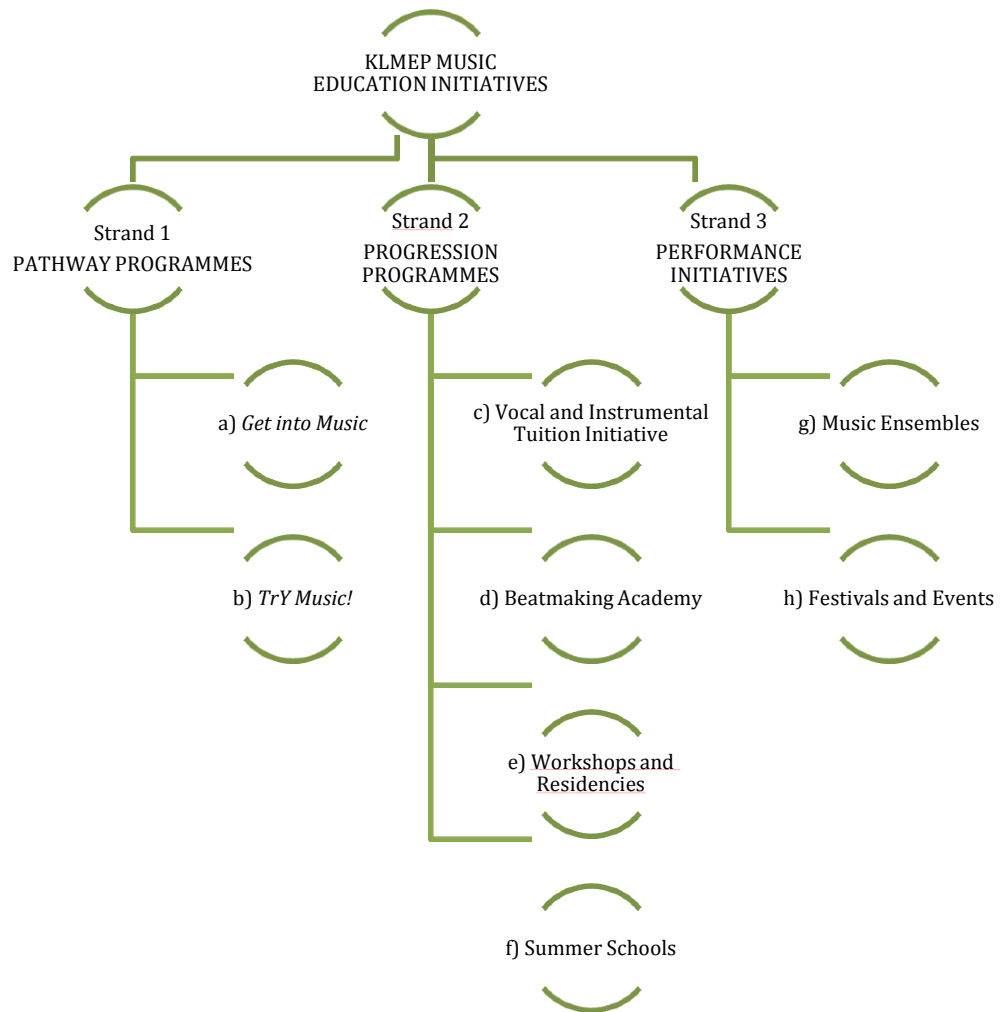 KLMEP MUSIC
EDUCATION INITIATIVES
Strand 1
PATHWAY PROGRAMMES
a) Get into Music
b) TrY Music!
Strand 2
PROGRESSION
PROGRAMMES
c) Vocal and Instrumental
Tuition Initiative
d) Beatmaking Academy
e) Workshops and
Residencies
f) Summer Schools
Strand 3
PERFORMANCE
INITIATIVES
g) Music Ensembles
h) Festivals and Events